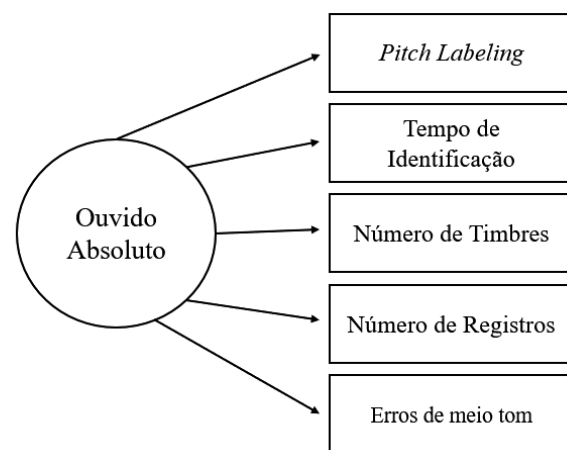 Pitch Labeling
Tempo de
Identificação
Ouvido
Absoluto
Número de Timbres
Número de Registros
Erros de meio tom